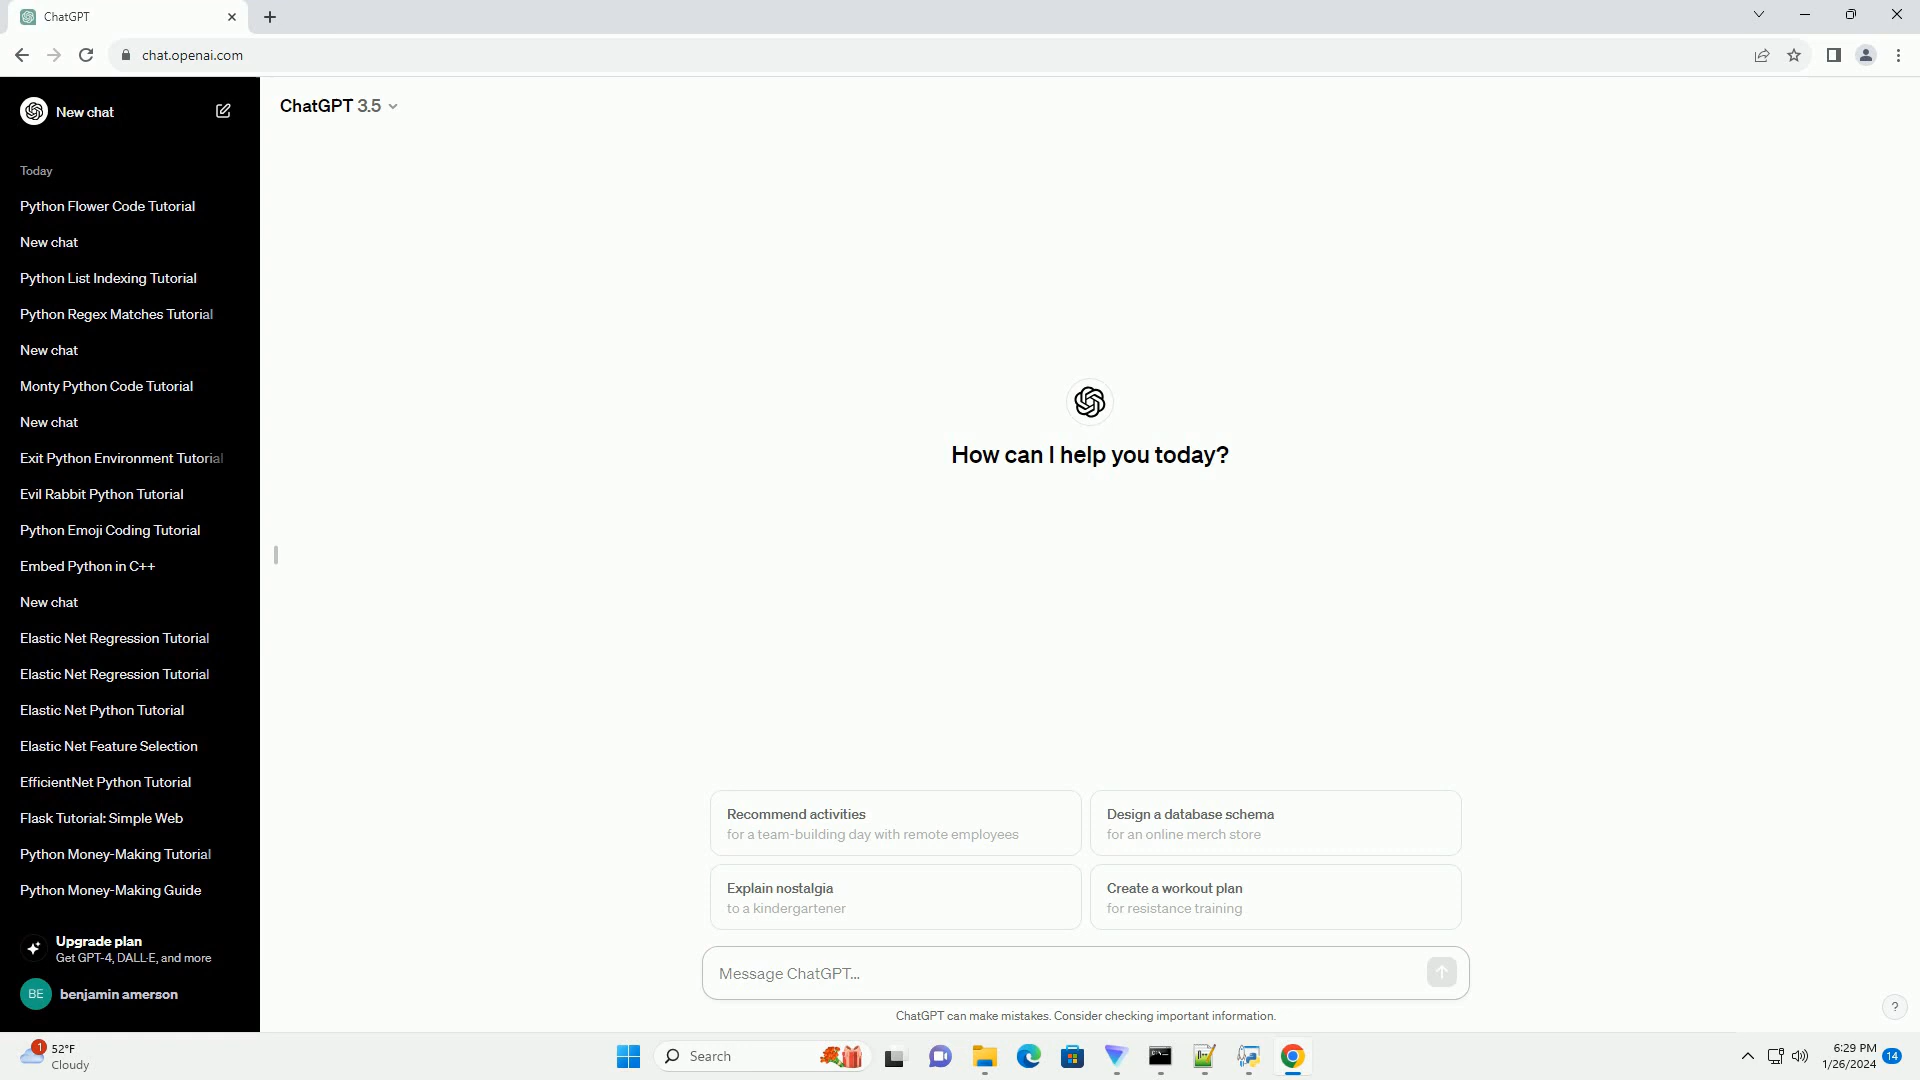 ChatGPT
chat.openai.com
New chat
ChatGPT 3.5
Today
Python Flower Code Tutorial
New chat
Python List Indexing Tutorial
Python Regex Matches Tutorial
New chat
Monty Python Code Tutorial
New chat
Exit Python Environment Tutorial
Evil Rabbit Python Tutorial
Python Emoji Coding Tutorial
Embed Python in C++
New chat
Elastic Net Regression Tutorial
Elastic Net Regression Tutorial
Elastic Net Python Tutorial
Elastic Net Feature Selection
EfficientNet Python Tutorial
Flask Tutorial: Simple Web
Python Money-Making Tutorial
Python Money-Making Guide
Upgrade plan
Get GPT-4, DALL·E, and more
BE benjamin amerson
How can I help you today?
Recommend activities
for a team-building day with remote employees
Design a database schema
for an online merch store
Explain nostalgia
to a kindergartener
Create a workout plan
for resistance training
Message ChatGPT...
ChatGPT can make mistakes. Consider checking important information.
?
1
52°F
Cloudy
Search
6:29 PM
1/26/2024
14